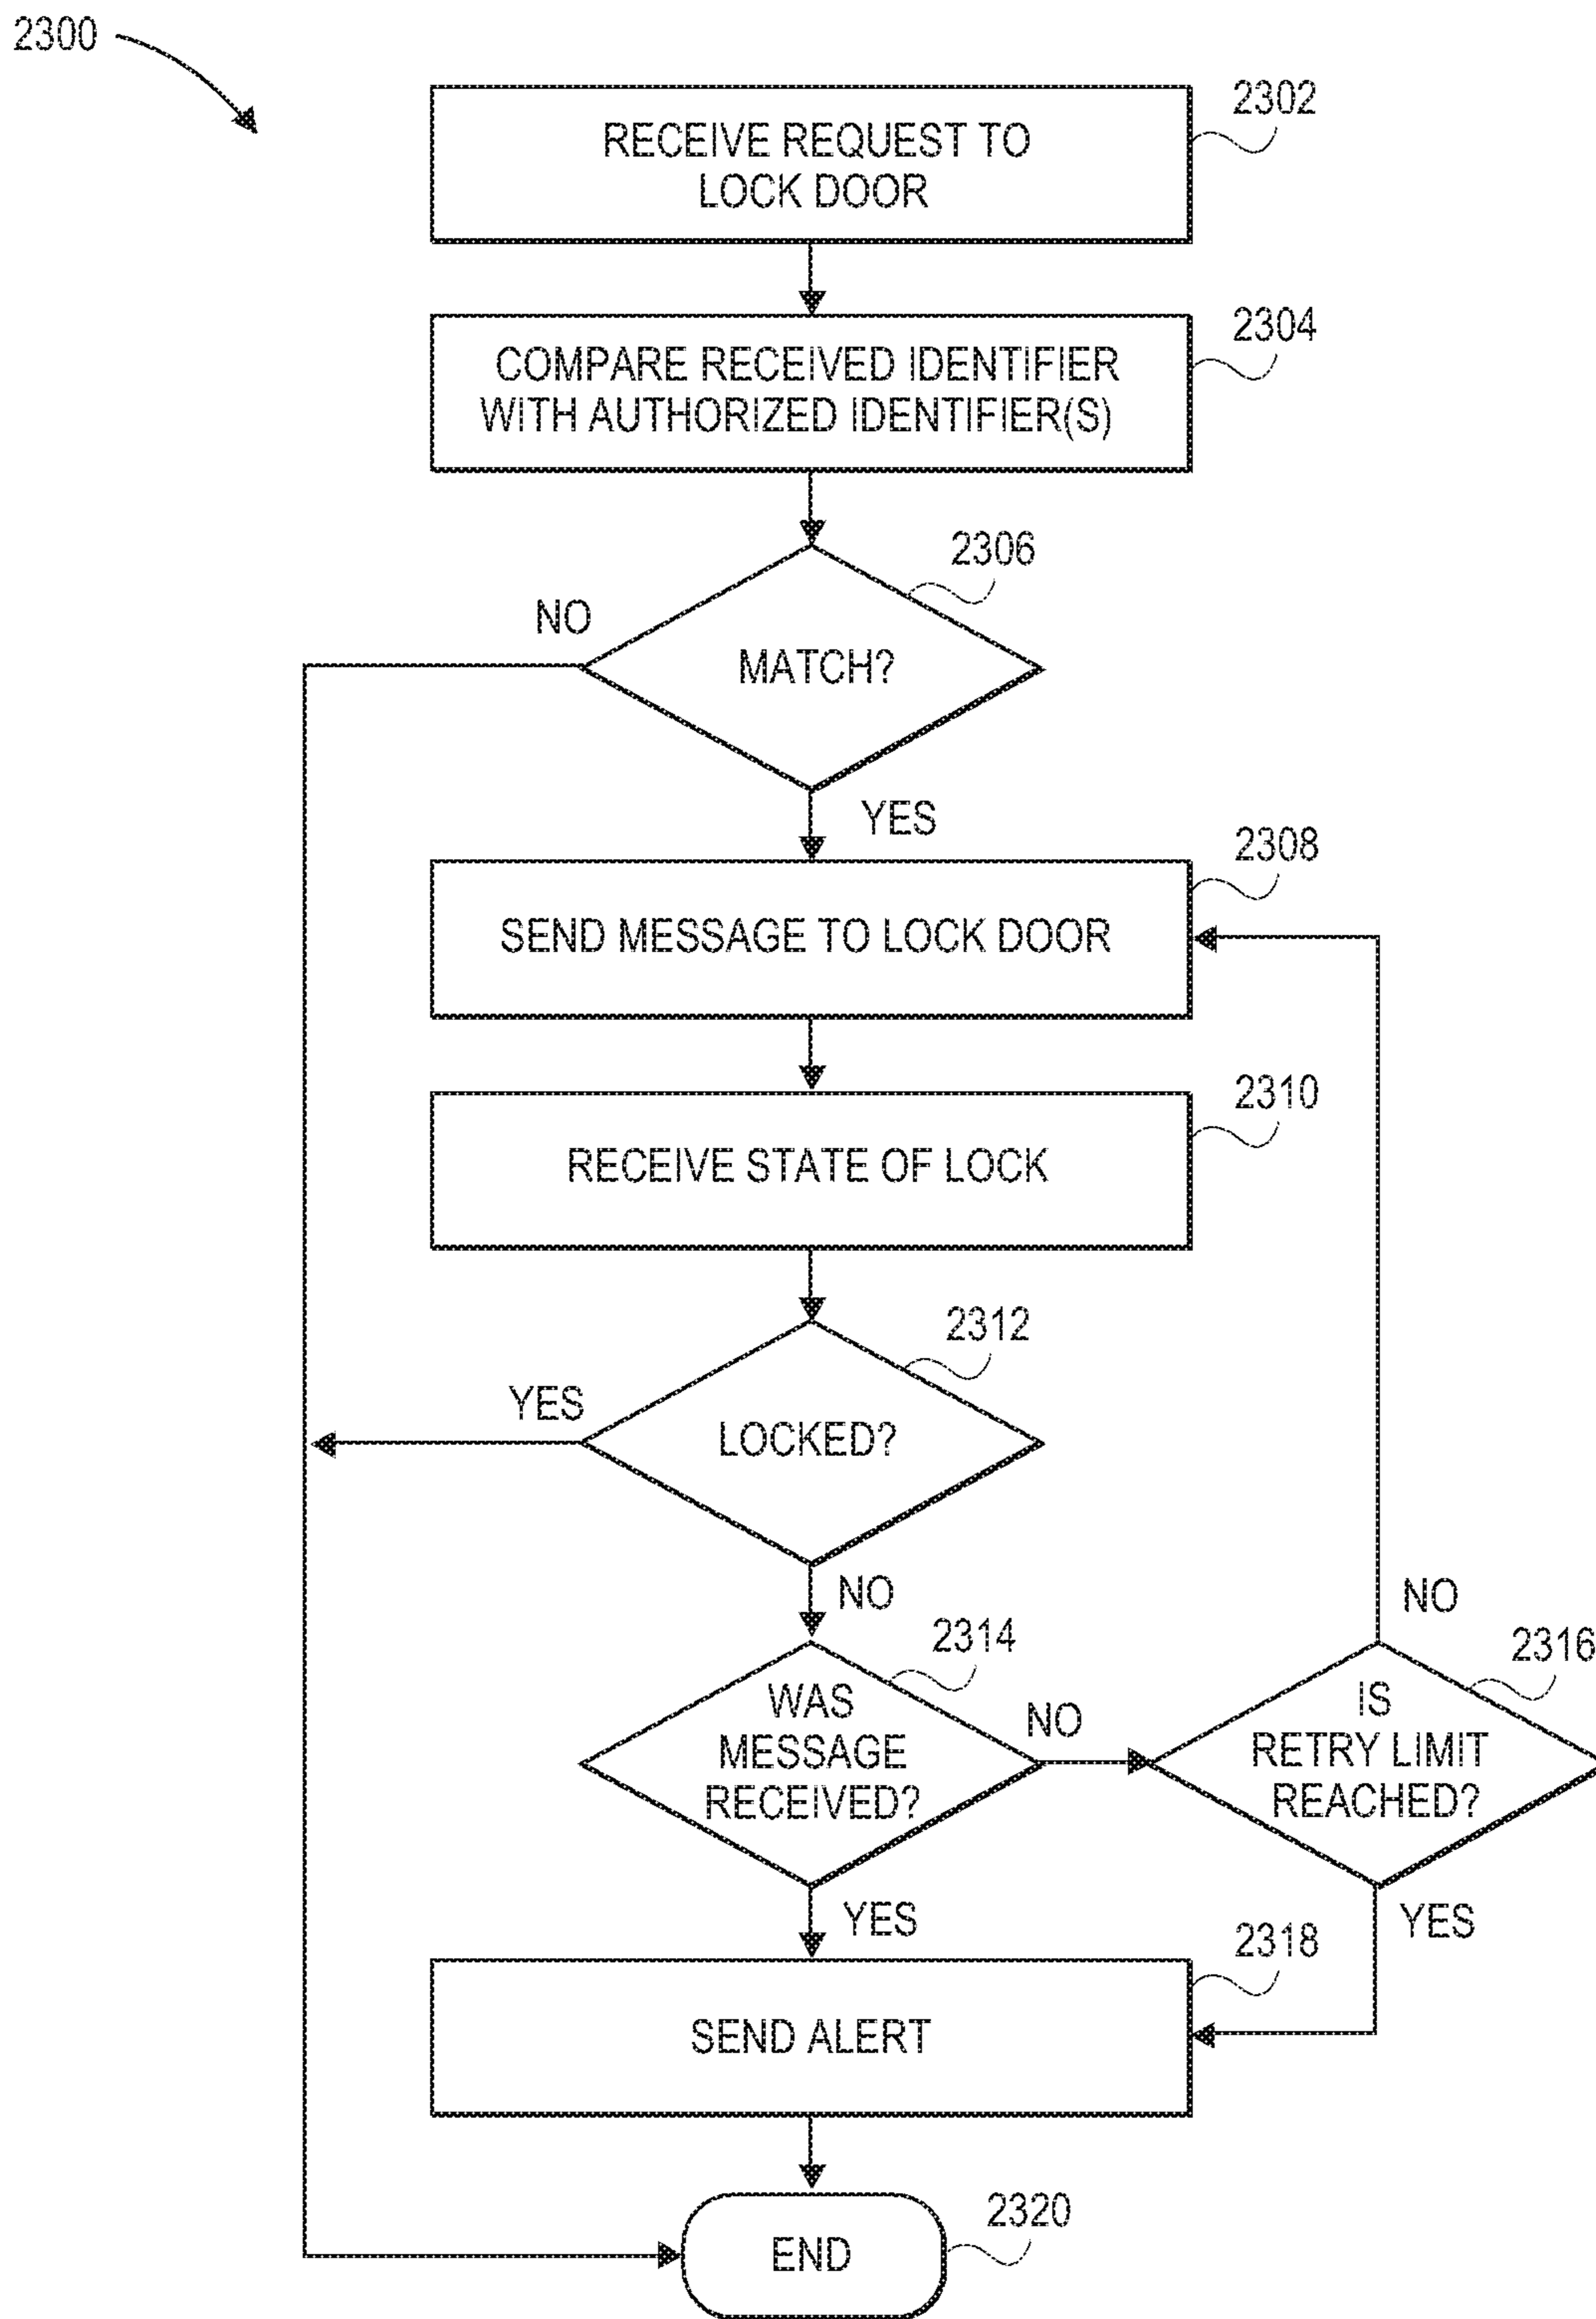 2300
2302
RECEIVE REQUEST TO
LOCK DOOR
2304
COMPARE RECEIVED IDENTIFIER
WITH AUTHORIZED IDENTIFIER(S)
2306
NO
MATCH?
YES
2308
SEND MESSAGE TO LOCK DOOR
2310
RECEIVE STATE OF LOCK
2312
YES
LOCKED?
NO
NO
2314
2316
WAS
MESSAGE
RECEIVED?
NO
IS
RETRY LIMIT
REACHED?
YES
YES
2318
SEND ALERT
2320
END